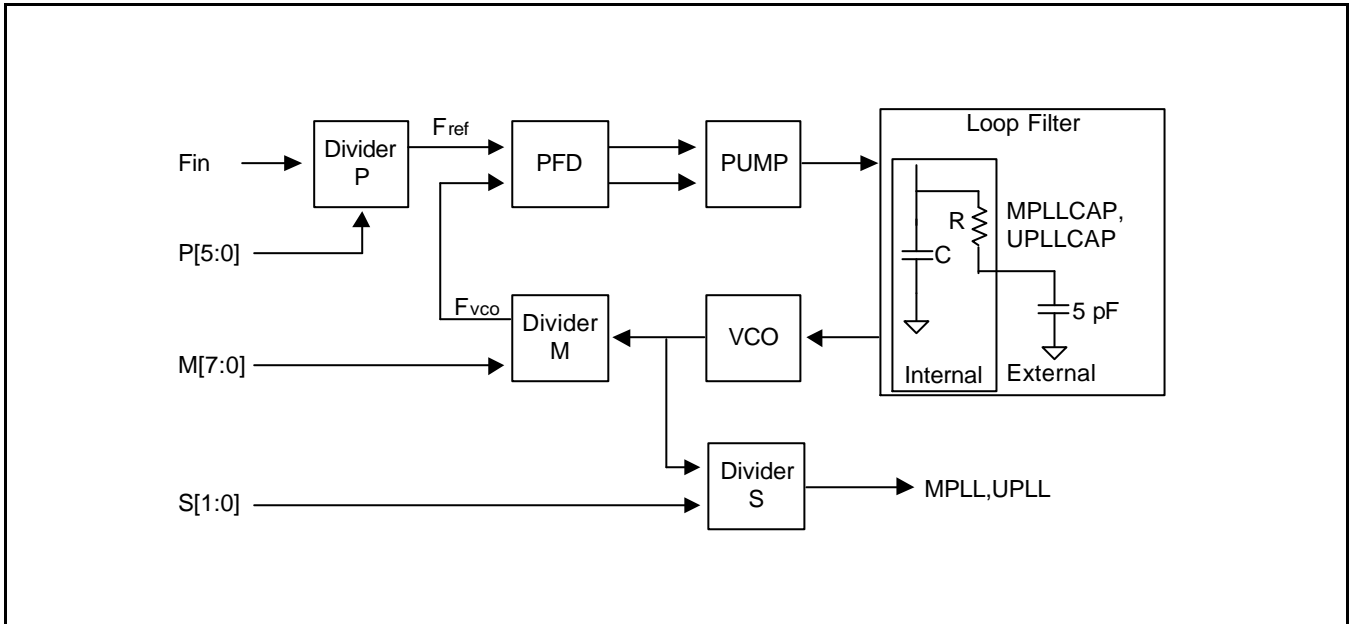 Loop Filter
Fin
Divider
P
Fref
PFD
PUMP
R
C
MPLLCAP,
UPLLCAP
5 pF
Internal
External
P[5:0]
Fvco
Divider
M
VCO
M[7:0]
Divider
S
S[1:0]
MPLL,UPLL